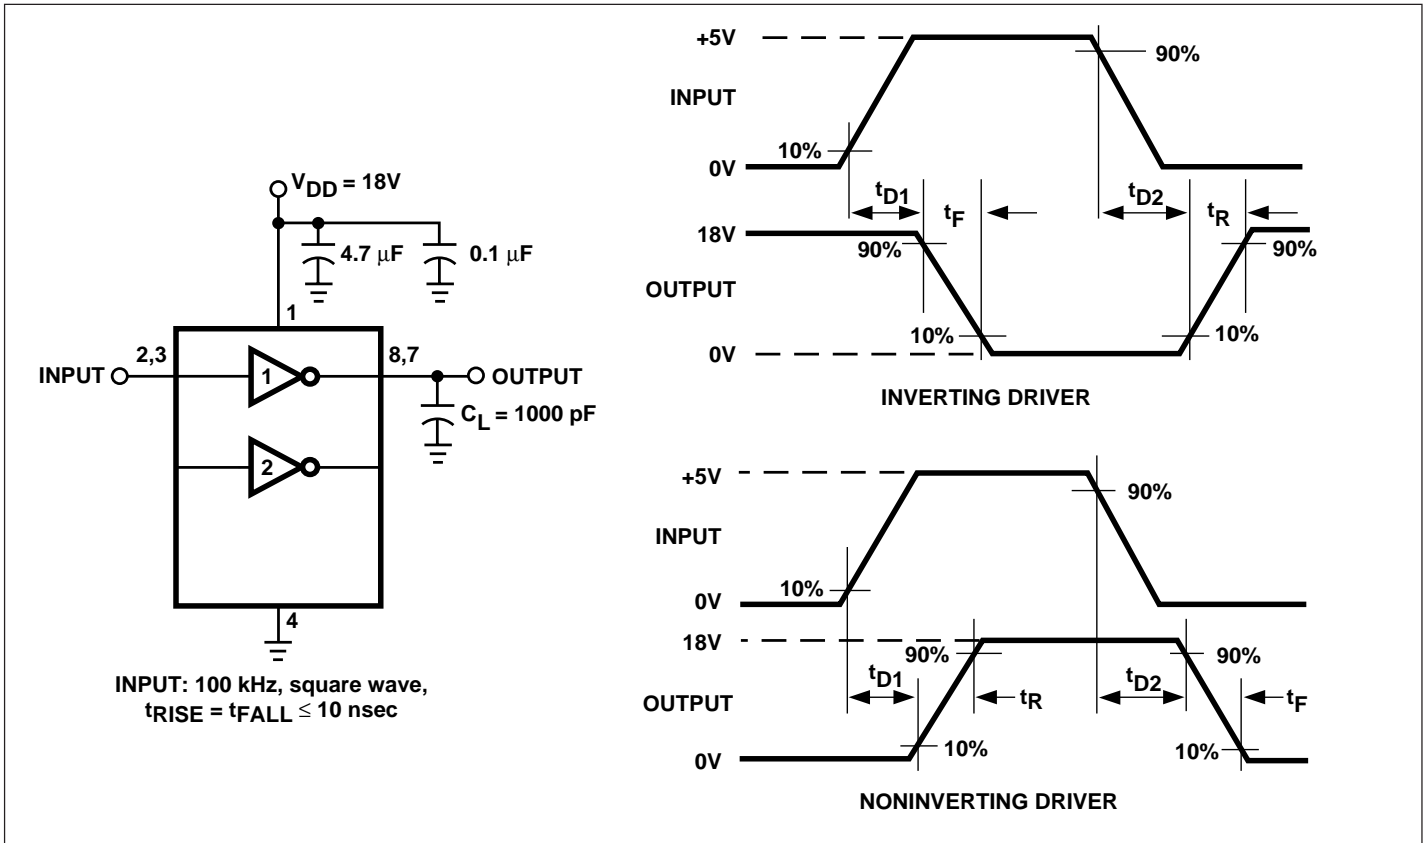 V_DD = 18V
4.7 µF
0.1 µF
1
2,3
8,7
INPUT
1
OUTPUT
C_L = 1000 pF
2
4
INPUT: 100 kHz, square wave,
t_RISE = t_FALL ≤ 10 nsec
+5V
90%
INPUT
10%
0V
t_D1
t_F
t_D2
t_R
18V
90%
90%
OUTPUT
10%
10%
0V
INVERTING DRIVER
+5V
90%
INPUT
10%
0V
18V
90%
90%
t_D1
t_R
t_D2
t_F
OUTPUT
10%
10%
0V
NONINVERTING DRIVER